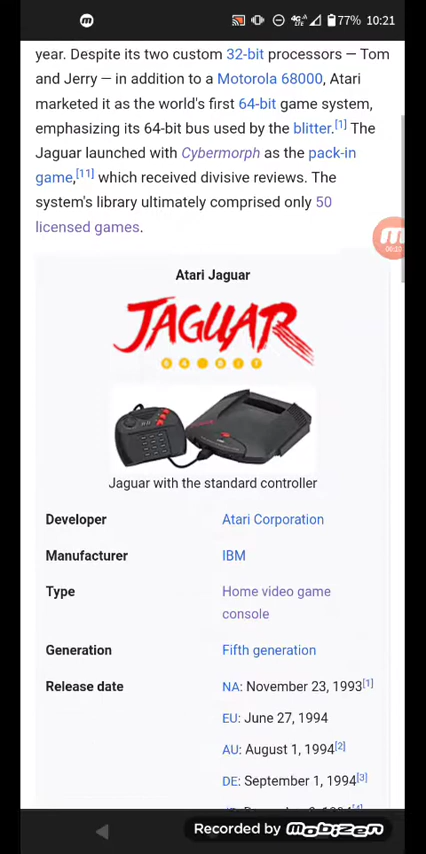 77% 10:21
year. Despite its two custom 32-bit processors — Tom
and Jerry — in addition to a Motorola 68000, Atari
marketed it as the world's first 64-bit game system,
emphasizing its 64-bit bus used by the blitter.[1] The
Jaguar launched with Cybermorph as the pack-in
game,[11] which received divisive reviews. The
system's library ultimately comprised only 50
licensed games.
Atari Jaguar
JAGUAR
64-BIT
Jaguar with the standard controller
Developer Atari Corporation
Manufacturer IBM
Type Home video game
console
Generation Fifth generation
Release date NA: November 23, 1993[1]
EU: June 27, 1994
AU: August 1, 1994[2]
DE: September 1, 1994[3]
Recorded by mobizen